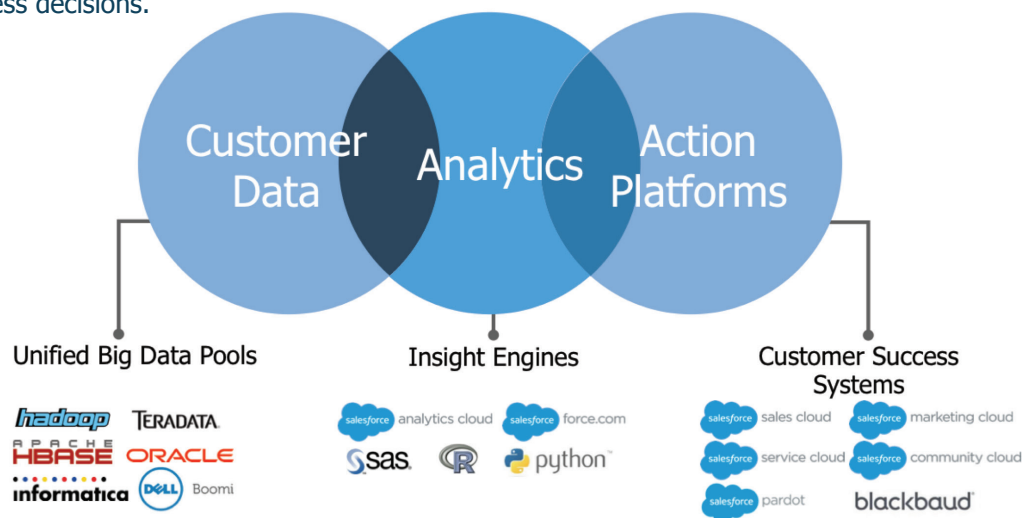 ess decisions.
Customer
Data
Analytics
Action
Platforms
Unified Big Data Pools
hadoop
TERADATA.
APACHE
HBASE
ORACLE
informatica
DELL Boomi
Insight Engines
salesforce analytics cloud
salesforce force.com
sas.
R
python™
Customer Success
Systems
salesforce sales cloud
salesforce marketing cloud
salesforce service cloud
salesforce community cloud
salesforce pardot
blackbaud®